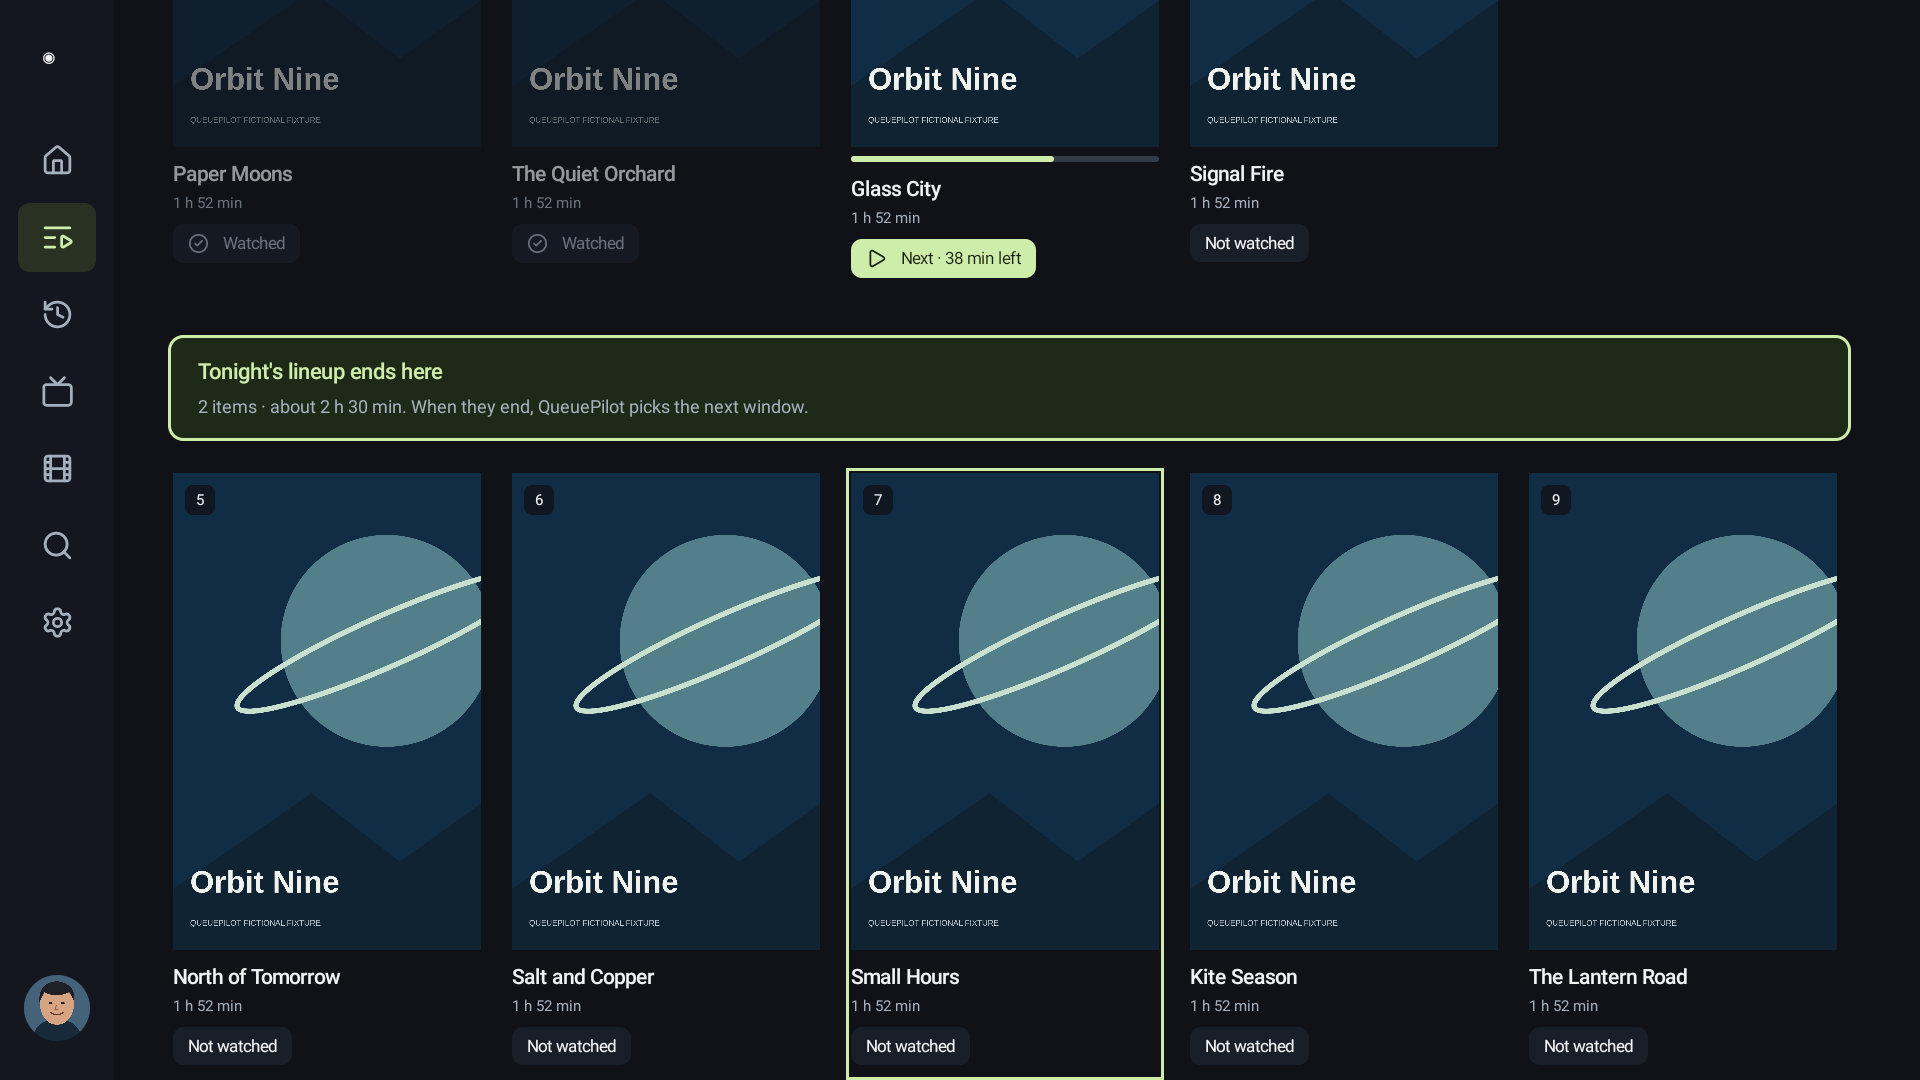 Orbit Nine
QUEUEPILOT FICTIONAL FIXTURE
Paper Moons
1 h 52 min
Watched
Orbit Nine
QUEUEPILOT FICTIONAL FIXTURE
The Quiet Orchard
1 h 52 min
Watched
Orbit Nine
QUEUEPILOT FICTIONAL FIXTURE
Glass City
1 h 52 min
Next · 38 min left
Orbit Nine
QUEUEPILOT FICTIONAL FIXTURE
Signal Fire
1 h 52 min
Not watched
Tonight's lineup ends here
2 items · about 2 h 30 min. When they end, QueuePilot picks the next window.
5
Orbit Nine
QUEUEPILOT FICTIONAL FIXTURE
North of Tomorrow
1 h 52 min
Not watched
6
Orbit Nine
QUEUEPILOT FICTIONAL FIXTURE
Salt and Copper
1 h 52 min
Not watched
7
Orbit Nine
QUEUEPILOT FICTIONAL FIXTURE
Small Hours
1 h 52 min
Not watched
8
Orbit Nine
QUEUEPILOT FICTIONAL FIXTURE
Kite Season
1 h 52 min
Not watched
9
Orbit Nine
QUEUEPILOT FICTIONAL FIXTURE
The Lantern Road
1 h 52 min
Not watched